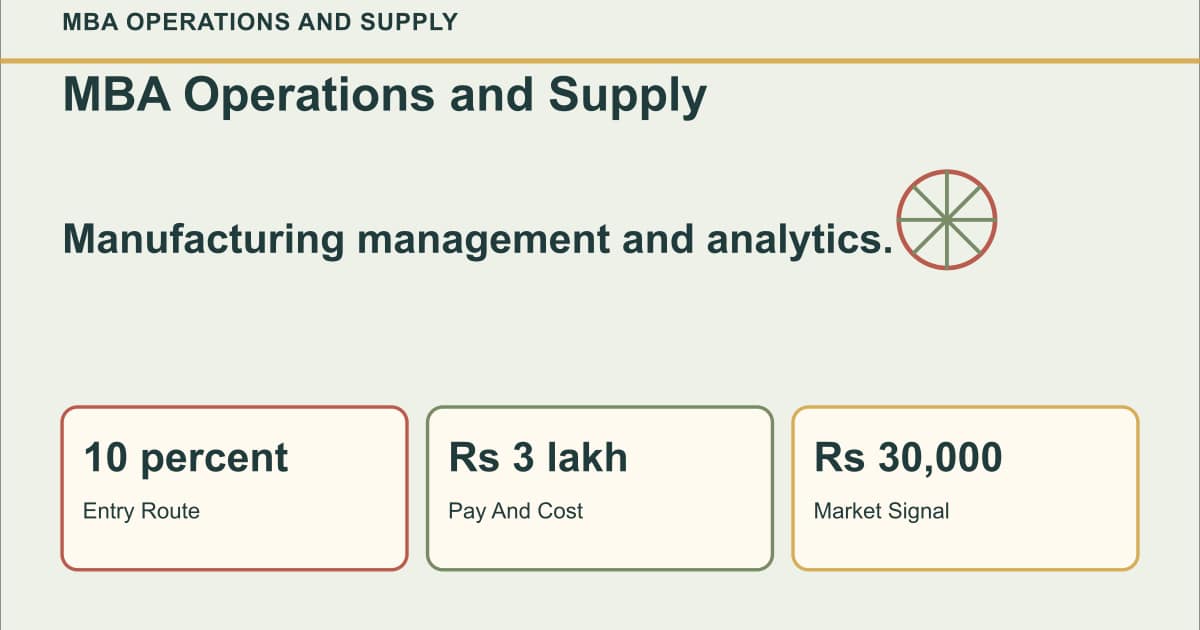 MBA OPERATIONS AND SUPPLY
MBA Operations and Supply
Manufacturing management and analytics.
10 percent
Entry Route
Rs 3 lakh
Pay And Cost
Rs 30,000
Market Signal